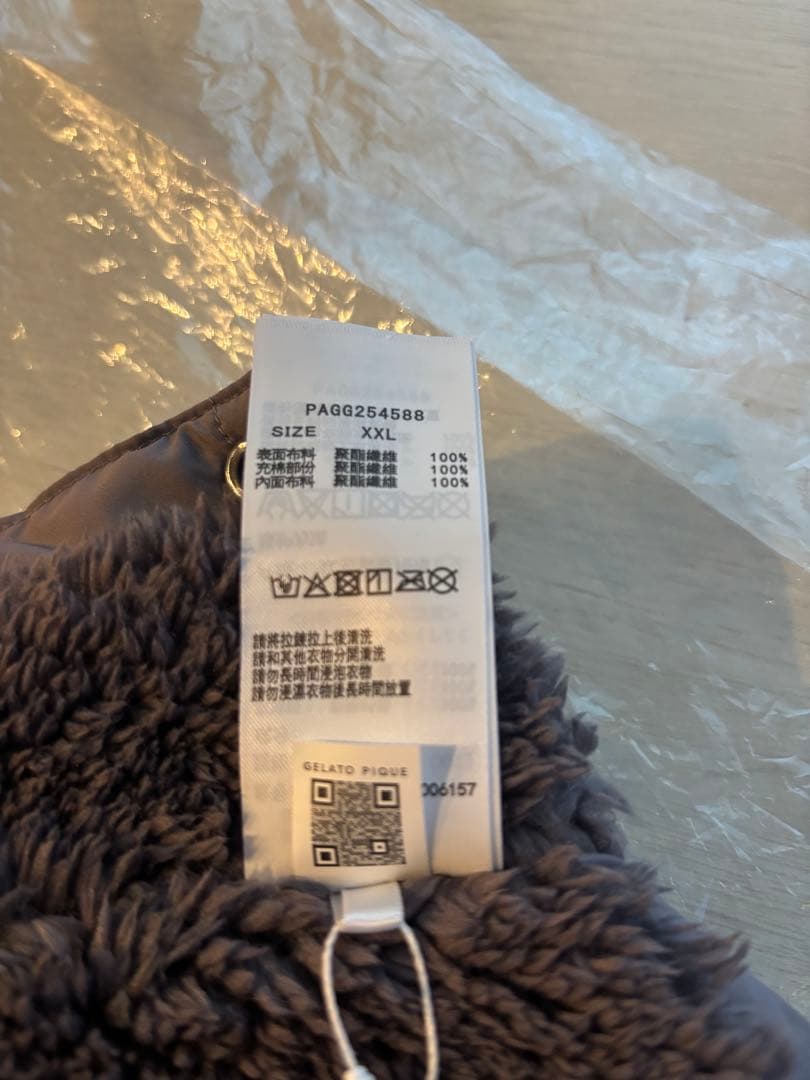 PAGG254588
SIZE XXL
表面布料 聚酯纖維 100%
充棉部份 聚酯纖維 100%
內面布料 聚酯纖維 100%
請將拉鍊拉上後清洗
請和其他衣物分開清洗
請勿長時間浸泡衣物
請勿浸濕衣物後長時間放置
GELATO PIQUE
006157